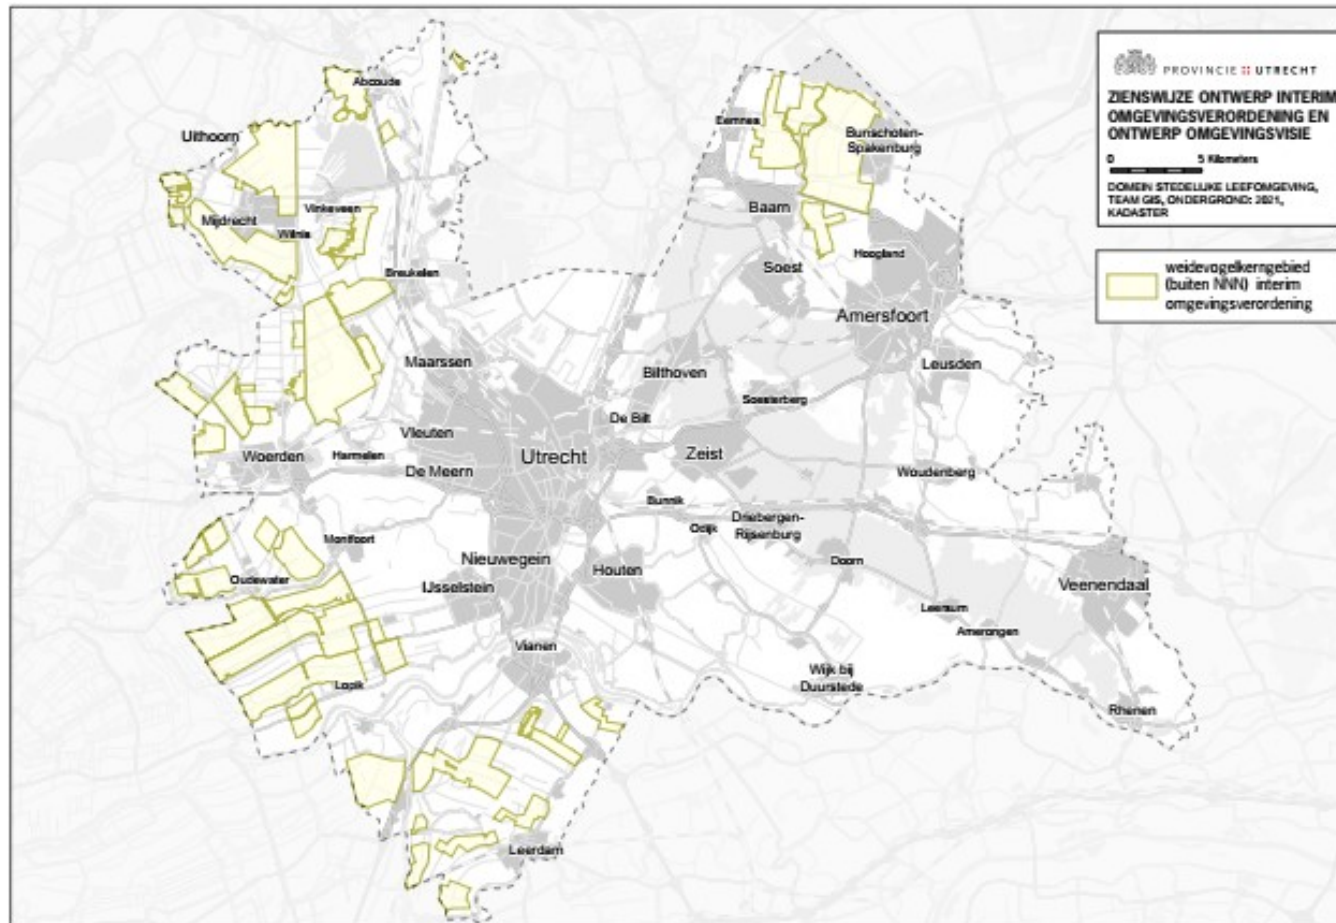 PROVINCIE UTRECHT
ZIENSWIJZE ONTWERP INTERIM
OMGEVINGSVERORDENING EN
ONTWERP OMGEVINGSVISIE
0 5 Kilometers
DOMEIN STEDELIJKE LEEFOMGEVING,
TEAM GIS, ONDERGROND: 2021,
KADASTER
weidevogelkerngebied
(buiten NNN) interim
omgevingsverordening
Abcoude
Uithoorn
Eemnes
Bunschoten-
Spakenburg
Mijdrecht
Vinkeveen
Wilnis
Baarn
Breukelen
Soest
Hoogland
Amersfoort
Maarssen
Bilthoven
Leusden
Soesterberg
De Bilt
Vleuten
Utrecht
Zeist
Woerden
Harmelen
De Meern
Woudenberg
Bunnik
Odijk
Driebergen-
Rijsenburg
Montfoort
Nieuwegein
Houten
Doorn
Oudewater
IJsselstein
Veenendaal
Leersum
Amerongen
Vianen
Wijk bij
Duurstede
Lopik
Rhenen
Leerdam